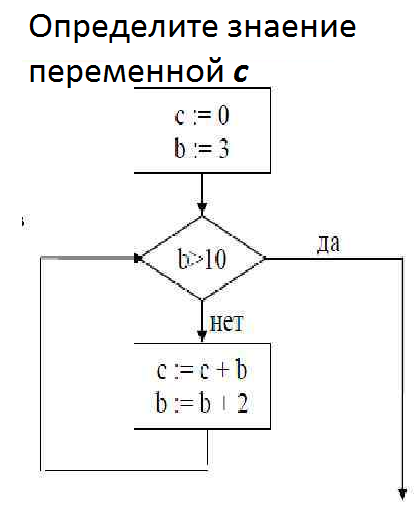 Определите знаение
переменной c
c := 0
b := 3
b>10
да
нет
c := c + b
b := b + 2